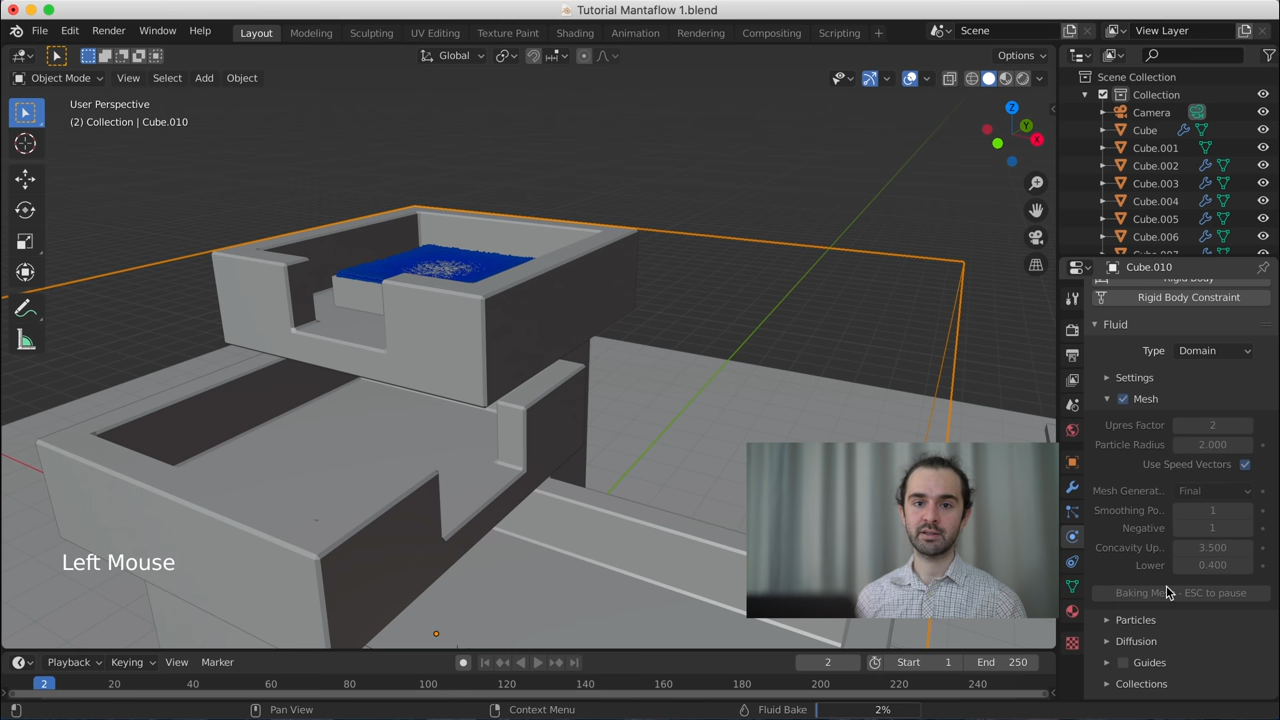 Tutorial Mantaflow 1.blend
File Edit Render Window Help
Layout Modeling Sculpting UV Editing Texture Paint Shading Animation Rendering Compositing Scripting +
Scene
View Layer
Global
Options
Object Mode View Select Add Object
User Perspective
(2) Collection | Cube.010
Z
Y
X
Scene Collection
Collection
Camera
Cube
Cube.001
Cube.002
Cube.003
Cube.004
Cube.005
Cube.006
Cube.010
Rigid Body Constraint
Fluid
Type Domain
Settings
Mesh
Upres Factor 2
Particle Radius 2.000
Use Speed Vectors
Mesh Generat.. Final
Smoothing Po.. 1
Negative 1
Concavity Up.. 3.500
Lower 0.400
Baking Me - ESC to pause
Particles
Diffusion
Guides
Collections
Left Mouse
Playback Keying View Marker
2
Start 1
End 250
2 20 40 60 80 100 120 140 160 180 200 220 240
Pan View
Context Menu
Fluid Bake 2%